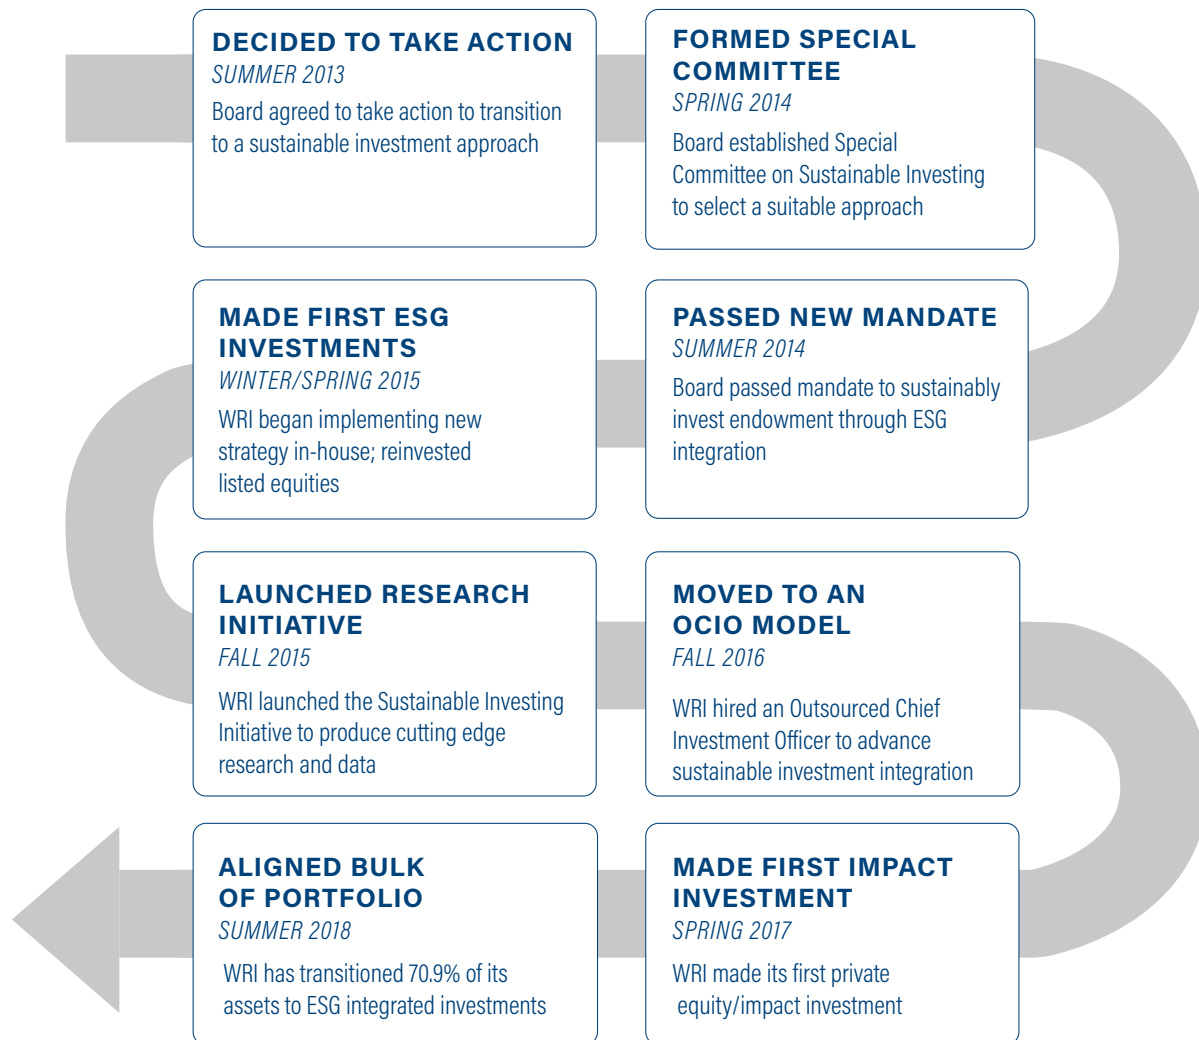 DECIDED TO TAKE ACTION
SUMMER 2013
Board agreed to take action to transition
to a sustainable investment approach
FORMED SPECIAL
COMMITTEE
SPRING 2014
Board established Special
Committee on Sustainable Investing
to select a suitable approach
PASSED NEW MANDATE
SUMMER 2014
Board passed mandate to sustainably
invest endowment through ESG
integration
MADE FIRST ESG
INVESTMENTS
WINTER/SPRING 2015
WRI began implementing new
strategy in-house; reinvested
listed equities
LAUNCHED RESEARCH
INITIATIVE
FALL 2015
WRI launched the Sustainable Investing
Initiative to produce cutting edge
research and data
MOVED TO AN
OCIO MODEL
FALL 2016
WRI hired an Outsourced Chief
Investment Officer to advance
sustainable investment integration
MADE FIRST IMPACT
INVESTMENT
SPRING 2017
WRI made its first private
equity/impact investment
ALIGNED BULK
OF PORTFOLIO
SUMMER 2018
WRI has transitioned 70.9% of its
assets to ESG integrated investments